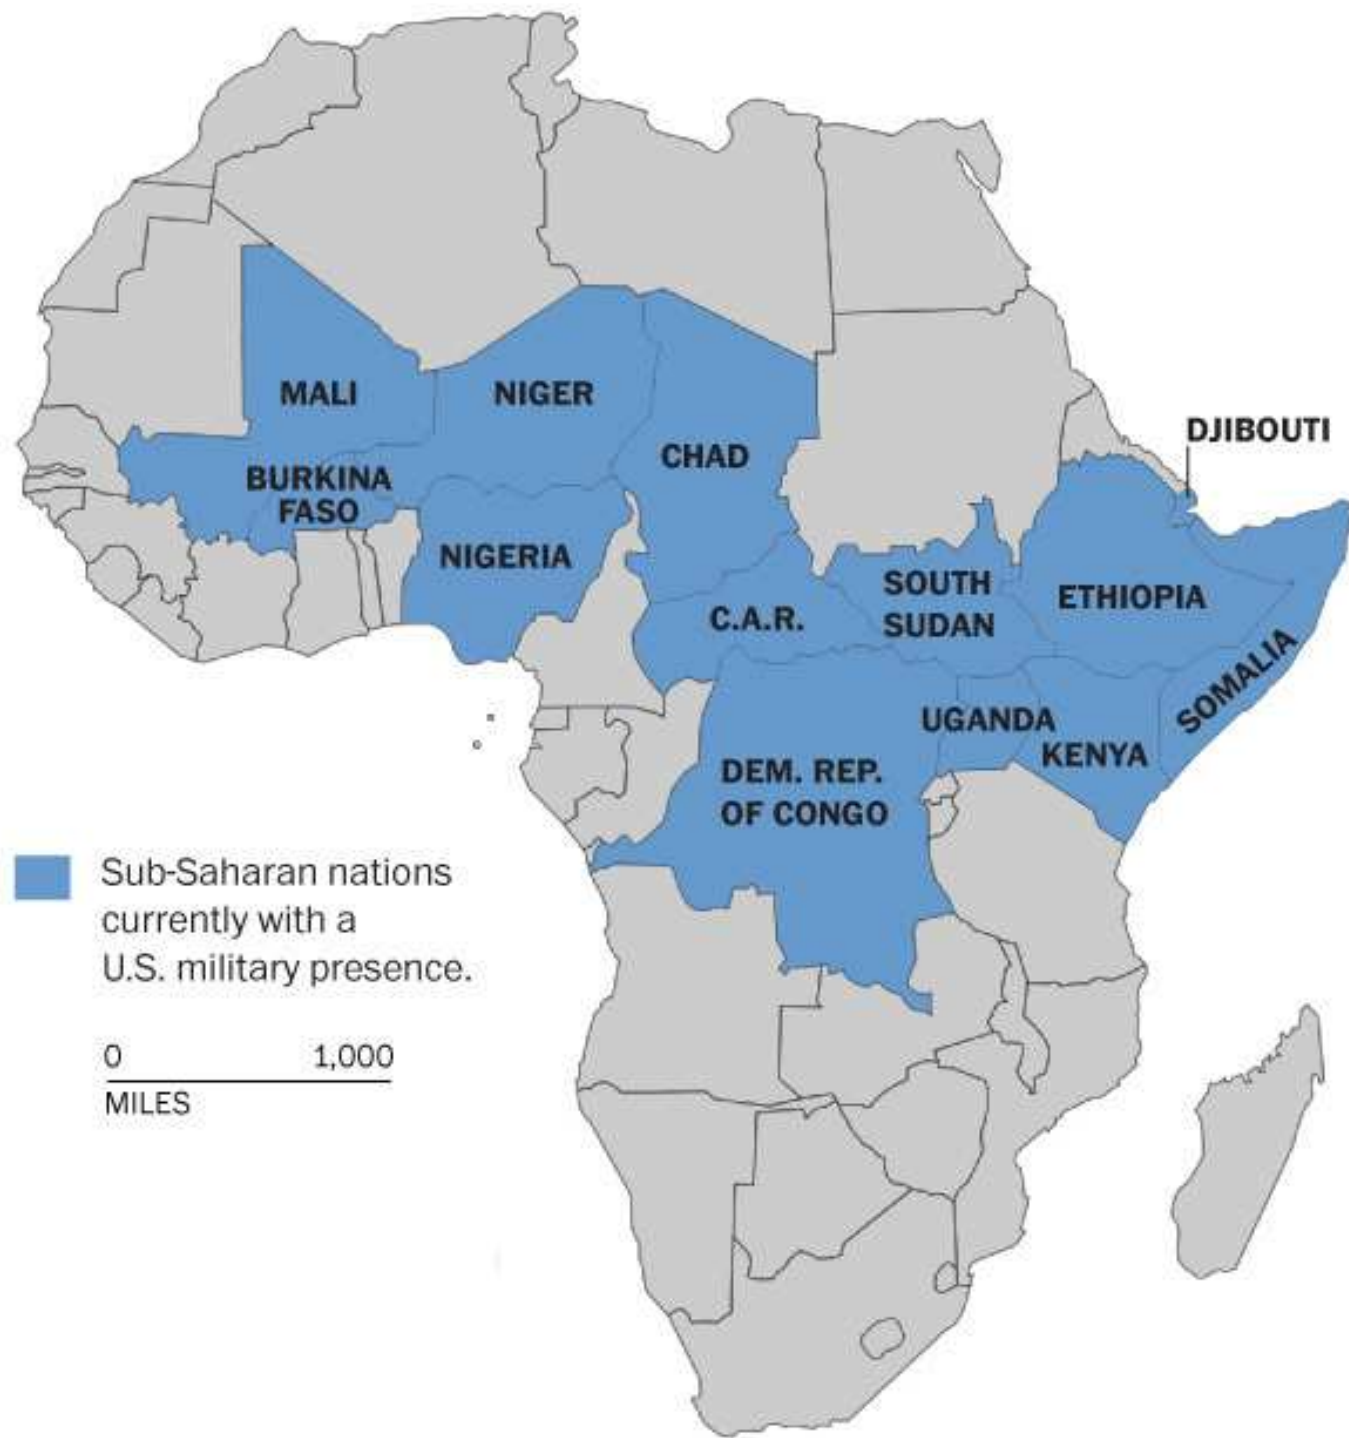 MALI
NIGER
CHAD
DJIBOUTI
BURKINA
FASO
NIGERIA
C.A.R.
SOUTH
SUDAN
ETHIOPIA
SOMALIA
UGANDA
KENYA
DEM. REP.
OF CONGO
Sub-Saharan nations
currently with a
U.S. military presence.
0 1,000
MILES